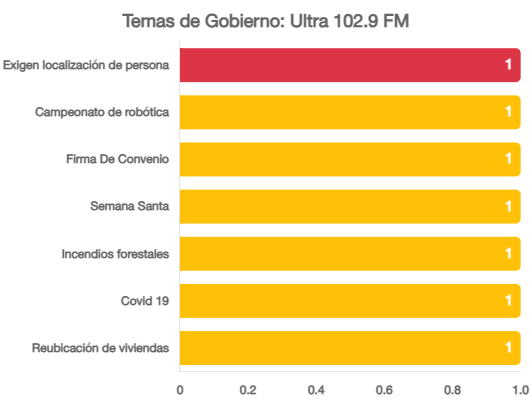 Temas de Gobierno: Ultra 102.9 FM
Exigen localización de persona 1
Campeonato de robótica 1
Firma De Convenio 1
Semana Santa 1
Incendios forestales 1
Covid 19 1
Reubicación de viviendas 1
0 0.2 0.4 0.6 0.8 1.0